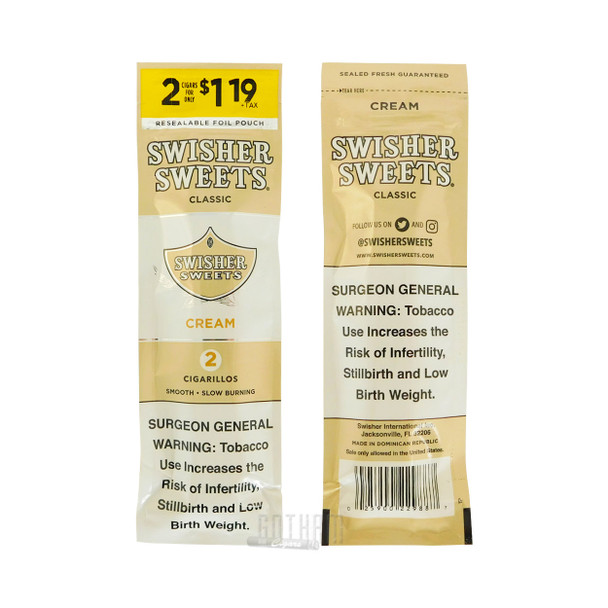 2 CIGARS FOR ONLY $1 19 + TAX
RESEALABLE FOIL POUCH
SWISHER
SWEETS®
CLASSIC
SWISHER
SWEETS
CREAM
2
CIGARILLOS
SMOOTH • SLOW BURNING
SURGEON GENERAL
WARNING: Tobacco
Use Increases the
Risk of Infertility,
Stillbirth and Low
Birth Weight.
SEALED FRESH GUARANTEED
TEAR HERE
CREAM
SWISHER
SWEETS®
CLASSIC
FOLLOW US ON AND
@SWISHERSWEETS
WWW.SWISHERSWEETS.COM
SURGEON GENERAL
WARNING: Tobacco
Use Increases the
Risk of Infertility,
Stillbirth and Low
Birth Weight.
Swisher International,
Jacksonville, FL 32206
MADE IN DOMINICAN REPUBLIC
Sale only allowed in the United States.
GOTHAM
Cigars